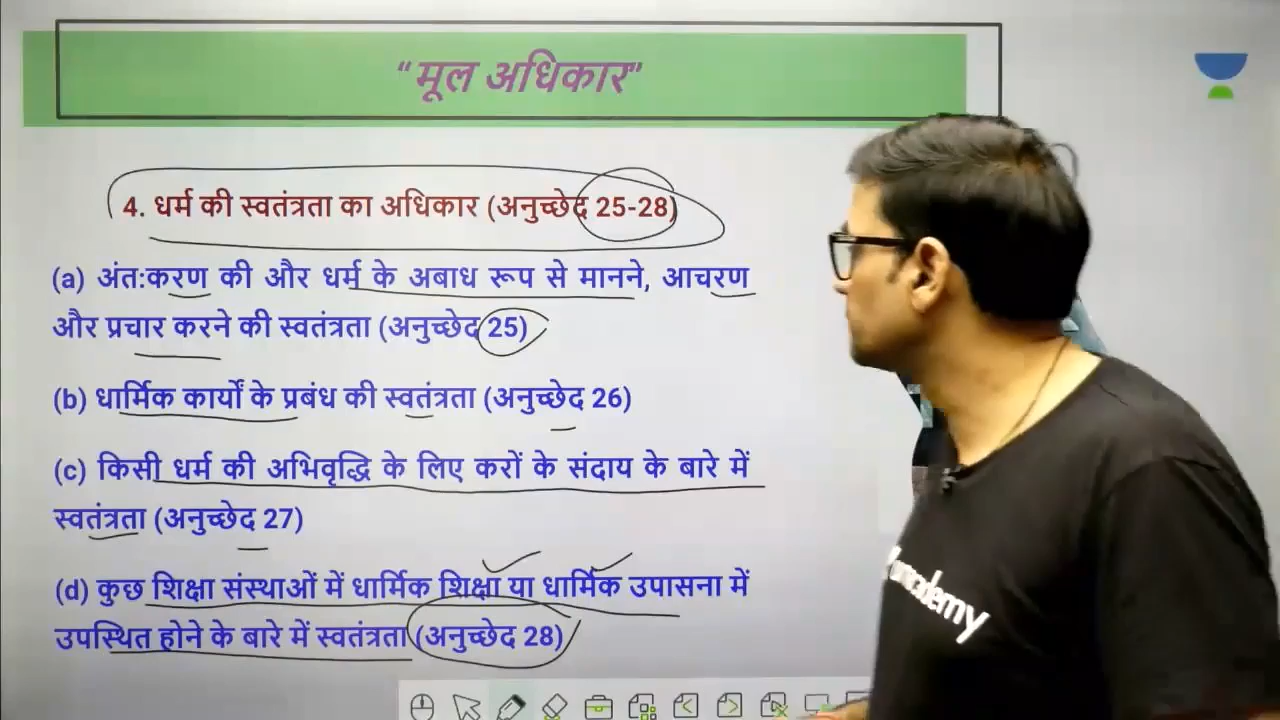 “मूल अधिकार”
4. धर्म की स्वतंत्रता का अधिकार (अनुच्छेद 25-28)
(a) अंत:करण की और धर्म के अबाध रूप से मानने, आचरण
और प्रचार करने की स्वतंत्रता (अनुच्छेद 25)
(b) धार्मिक कार्यों के प्रबंध की स्वतंत्रता (अनुच्छेद 26)
(c) किसी धर्म की अभिवृद्धि के लिए करों के संदाय के बारे में
स्वतंत्रता (अनुच्छेद 27)
(d) कुछ शिक्षा संस्थाओं में धार्मिक शिक्षा या धार्मिक उपासना में
उपस्थित होने के बारे में स्वतंत्रता (अनुच्छेद 28)